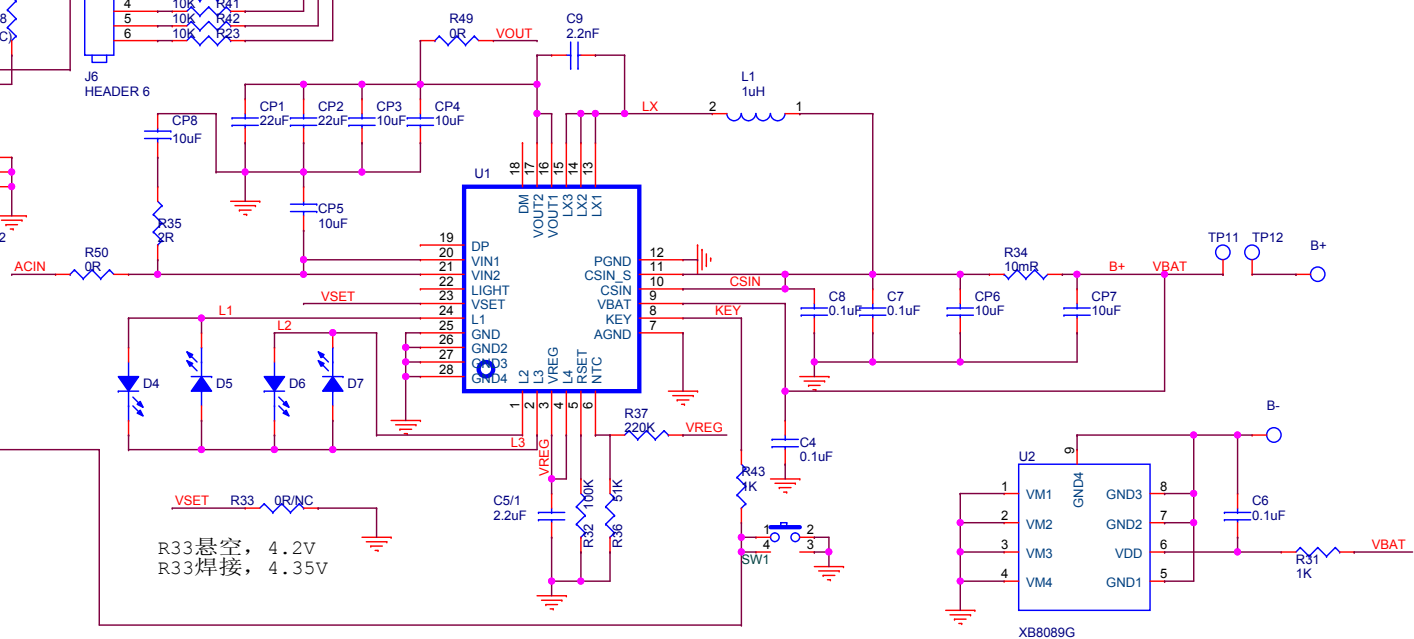 4 10K R41
5 10K R42
6 10K R23
8
C)
J6
HEADER 6
R49
0R
VOUT
C9
2.2nF
L1
1uH
LX
2
1
CP1
22uF
CP2
22uF
CP3
10uF
CP4
10uF
CP8
10uF
CP5
10uF
R35
2R
2
ACIN
R50
0R
U1
18
17
16
15
14
13
DM
VOUT2
VOUT1
LX3
LX2
LX1
19 DP
20 VIN1
21 VIN2
22 LIGHT
23 VSET
24 L1
25 GND
26 GND2
27 GND3
28 GND4
PGND 12
CSIN_S 11
CSIN 10
VBAT 9
KEY 8
AGND 7
L2
L3
VREG
L4
RSET
NTC
1
2
3
4
5
6
VSET
L1
L2
L3
VREG
D4
D5
D6
D7
CSIN
KEY
C8
0.1uF
C7
0.1uF
CP6
10uF
R34
10mR
CP7
10uF
B+
VBAT
TP11
TP12
B+
R37
220K
VREG
C4
0.1uF
R43
1K
C5/1
2.2uF
R32 100K
R36 51K
1 2
4 3
SW1
VSET
R33
0R/NC
R33悬空，4.2V
R33焊接，4.35V
B-
U2
9
GND4
1 VM1
2 VM2
3 VM3
4 VM4
GND3 8
GND2 7
VDD 6
GND1 5
XB8089G
C6
0.1uF
R31
1K
VBAT